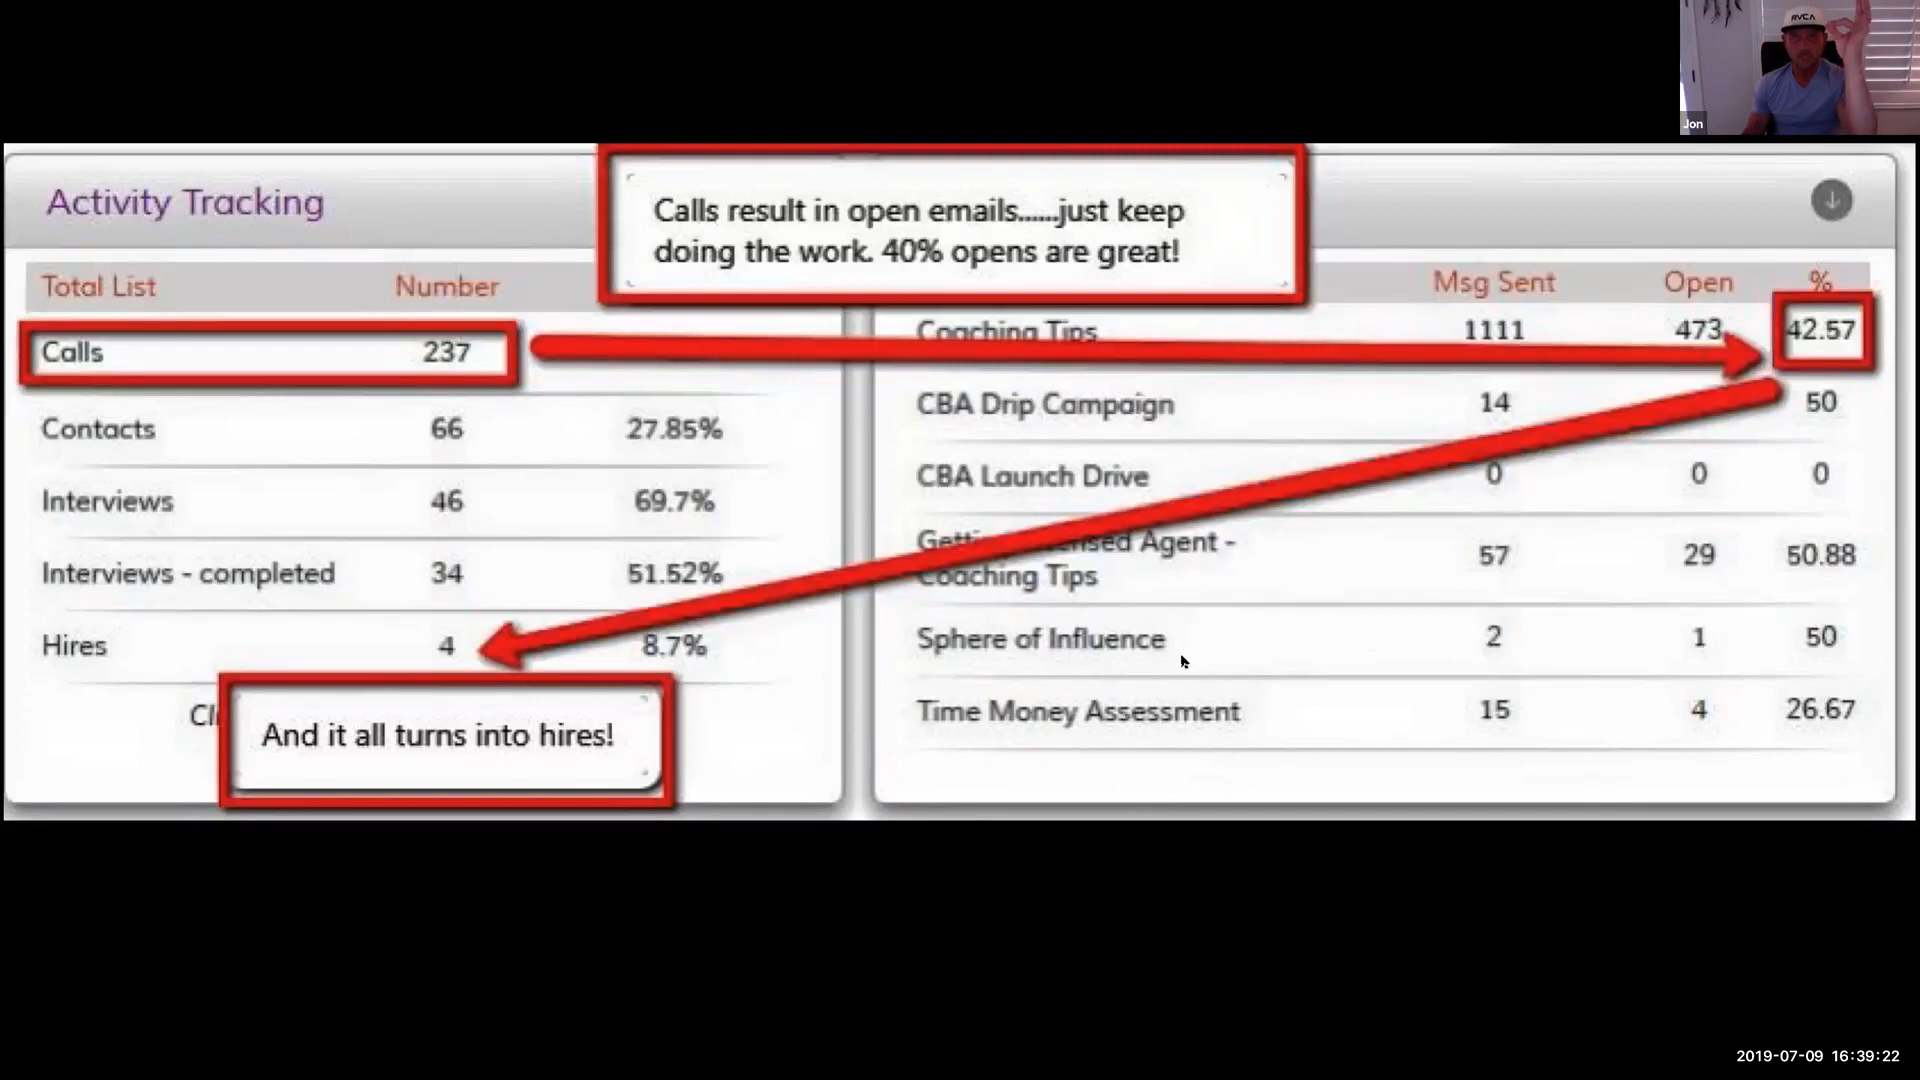 RVCA
Jon
Activity Tracking
Calls result in open emails......just keep
doing the work. 40% opens are great!
Total List Number
Calls 237
Contacts 66 27.85%
Interviews 46 69.7%
Interviews - completed 34 51.52%
Hires 4 8.7%
And it all turns into hires!
Msg Sent Open %
Coaching Tips 1111 473 42.57
CBA Drip Campaign 14 50
CBA Launch Drive 0 0 0
Agent -
Coaching Tips 57 29 50.88
Sphere of Influence 2 1 50
Time Money Assessment 15 4 26.67
2019-07-09 16:39:22